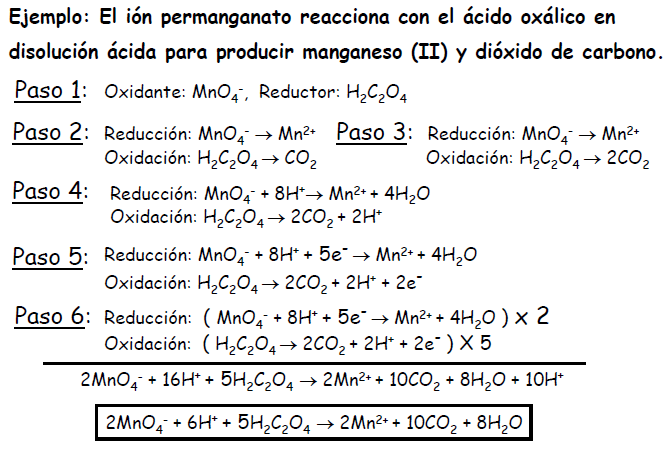 Ejemplo: El ión permanganato reacciona con el ácido oxálico en
disolución ácida para producir manganeso (II) y dióxido de carbono.
Paso 1: Oxidante: MnO₄⁻, Reductor: H₂C₂O₄
Paso 2: Reducción: MnO₄⁻ → Mn²⁺
Oxidación: H₂C₂O₄ → CO₂
Paso 3: Reducción: MnO₄⁻ → Mn²⁺
Oxidación: H₂C₂O₄ → 2CO₂
Paso 4: Reducción: MnO₄⁻ + 8H⁺→ Mn²⁺ + 4H₂O
Oxidación: H₂C₂O₄ → 2CO₂ + 2H⁺
Paso 5: Reducción: MnO₄⁻ + 8H⁺ + 5e⁻ → Mn²⁺ + 4H₂O
Oxidación: H₂C₂O₄ → 2CO₂ + 2H⁺ + 2e⁻
Paso 6: Reducción: ( MnO₄⁻ + 8H⁺ + 5e⁻ → Mn²⁺ + 4H₂O ) x 2
Oxidación: ( H₂C₂O₄ → 2CO₂ + 2H⁺ + 2e⁻ ) X 5
2MnO₄⁻ + 16H⁺ + 5H₂C₂O₄ → 2Mn²⁺ + 10CO₂ + 8H₂O + 10H⁺
2MnO₄⁻ + 6H⁺ + 5H₂C₂O₄ → 2Mn²⁺ + 10CO₂ + 8H₂O